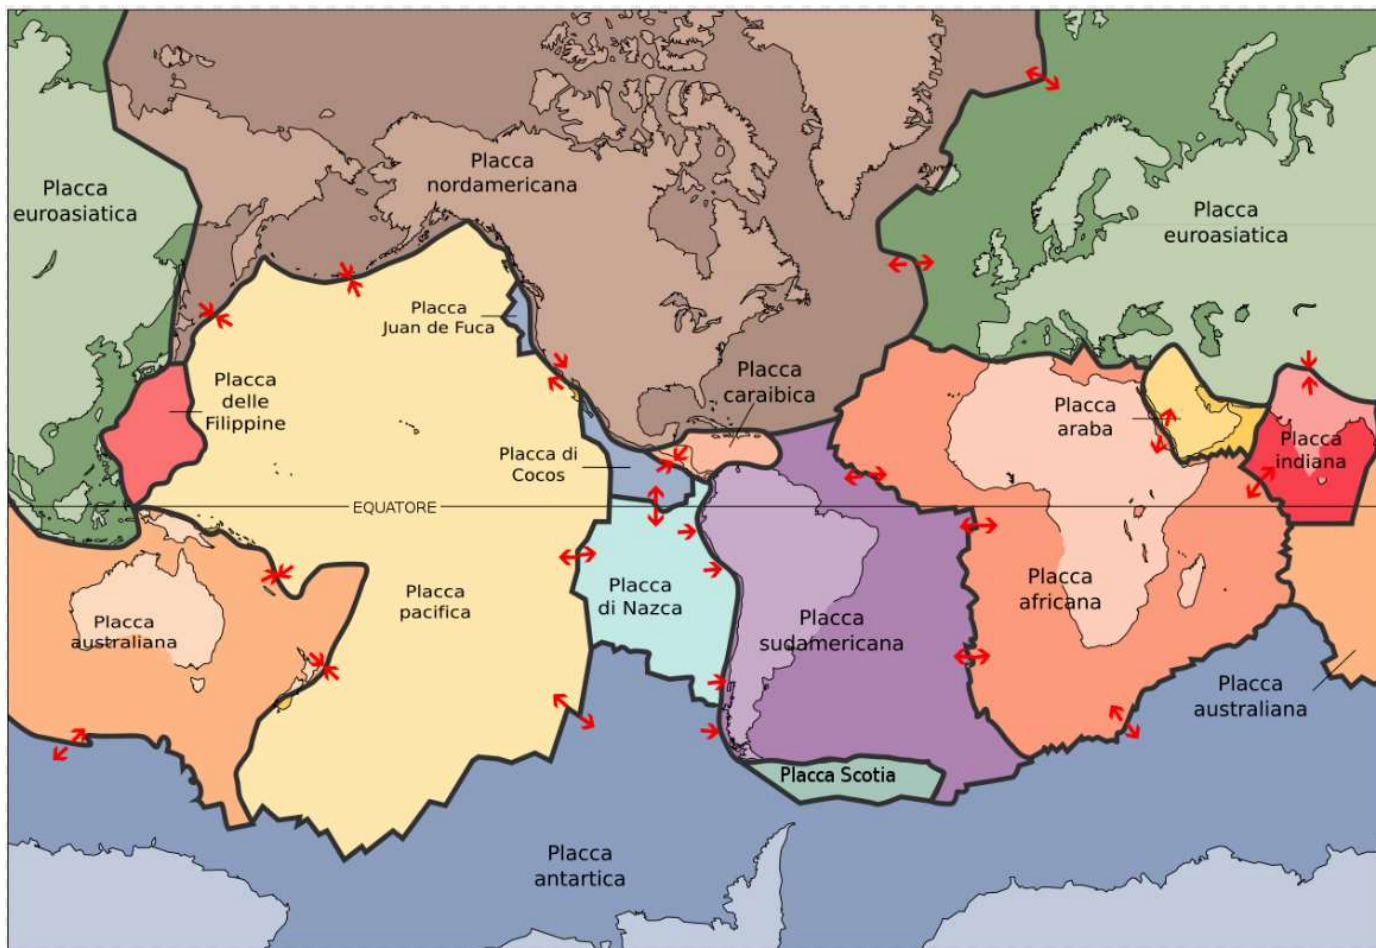 Placca
nordamericana
Placca
euroasiatica
Placca
euroasiatica
Placca
Juan de Fuca
Placca
caraibica
Placca
delle
Filippine
Placca
araba
Placca
indiana
Placca di
Cocos
EQUATORE
Placca
pacifica
Placca
di Nazca
Placca
africana
Placca
australiana
Placca
sudamericana
Placca
australiana
Placca Scotia
Placca
antartica